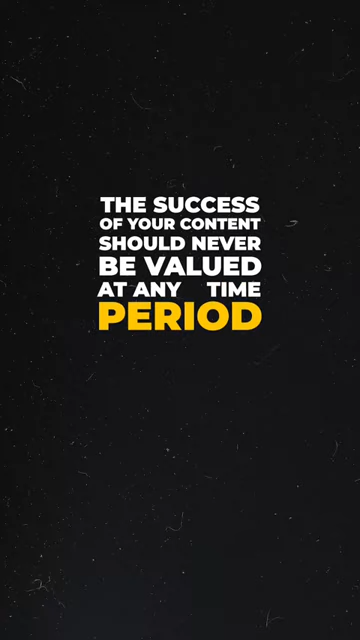 THE SUCCESS
OF YOUR CONTENT
SHOULD NEVER
BE VALUED
AT ANY TIME
PERIOD